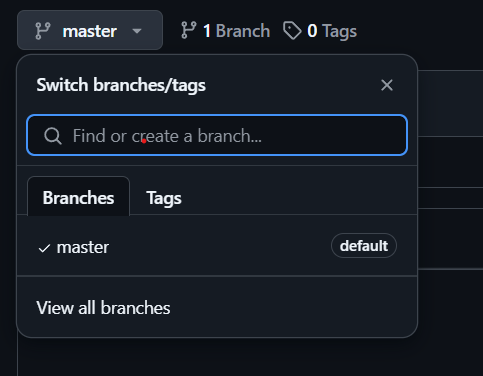 master 1 Branch 0 Tags
Switch branches/tags
Find or create a branch...
Branches Tags
master default
View all branches